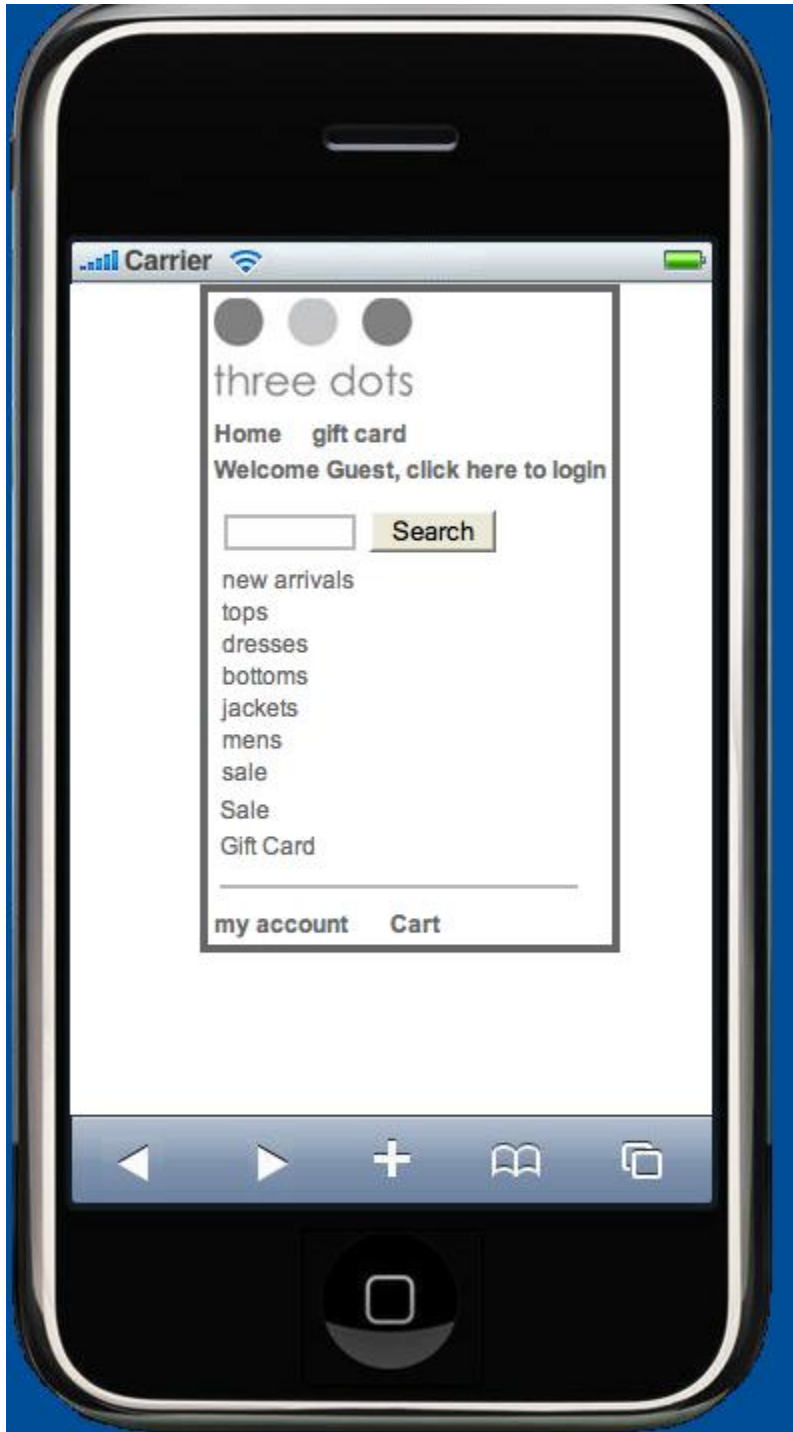 Carrier
three dots
Home gift card
Welcome Guest, click here to login
Search
new arrivals
tops
dresses
bottoms
jackets
mens
sale
Sale
Gift Card
my account Cart